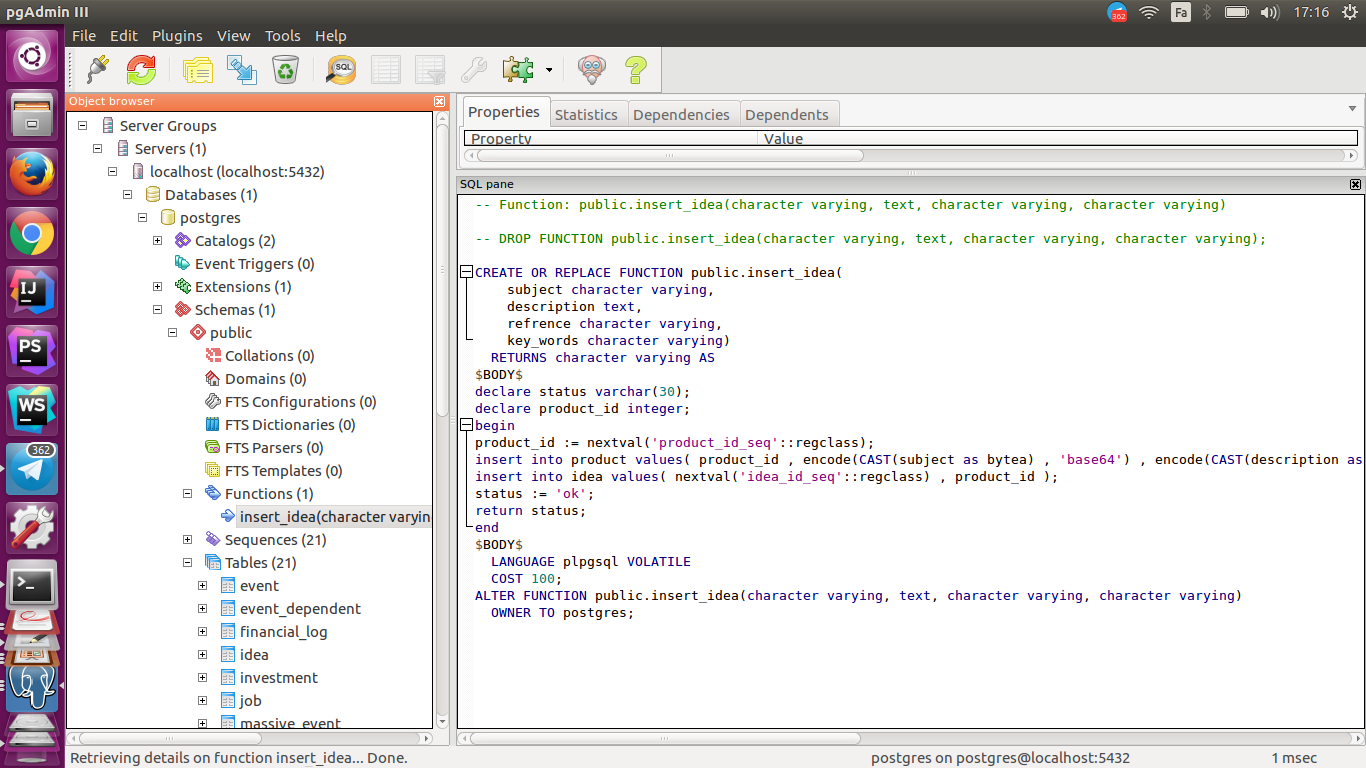 pgAdmin III
362
Fa
17:16
File Edit Plugins View Tools Help
SQL
Object browser
Server Groups
Servers (1)
localhost (localhost:5432)
Databases (1)
postgres
Catalogs (2)
Event Triggers (0)
Extensions (1)
Schemas (1)
public
Collations (0)
Domains (0)
FTS Configurations (0)
FTS Dictionaries (0)
FTS Parsers (0)
FTS Templates (0)
Functions (1)
insert_idea(character varyin
Sequences (21)
Tables (21)
event
event_dependent
financial_log
idea
investment
job
massive_event
IJ
PS
WS
362
Properties Statistics Dependencies Dependents
Property Value
SQL pane
-- Function: public.insert_idea(character varying, text, character varying, character varying)
-- DROP FUNCTION public.insert_idea(character varying, text, character varying, character varying);
CREATE OR REPLACE FUNCTION public.insert_idea(
subject character varying,
description text,
refrence character varying,
key_words character varying)
RETURNS character varying AS
$BODY$
declare status varchar(30);
declare product_id integer;
begin
product_id := nextval('product_id_seq'::regclass);
insert into product values( product_id , encode(CAST(subject as bytea) , 'base64') , encode(CAST(description as
insert into idea values( nextval('idea_id_seq'::regclass) , product_id );
status := 'ok';
return status;
end
$BODY$
LANGUAGE plpgsql VOLATILE
COST 100;
ALTER FUNCTION public.insert_idea(character varying, text, character varying, character varying)
OWNER TO postgres;
Retrieving details on function insert_idea... Done.
postgres on postgres@localhost:5432
1 msec